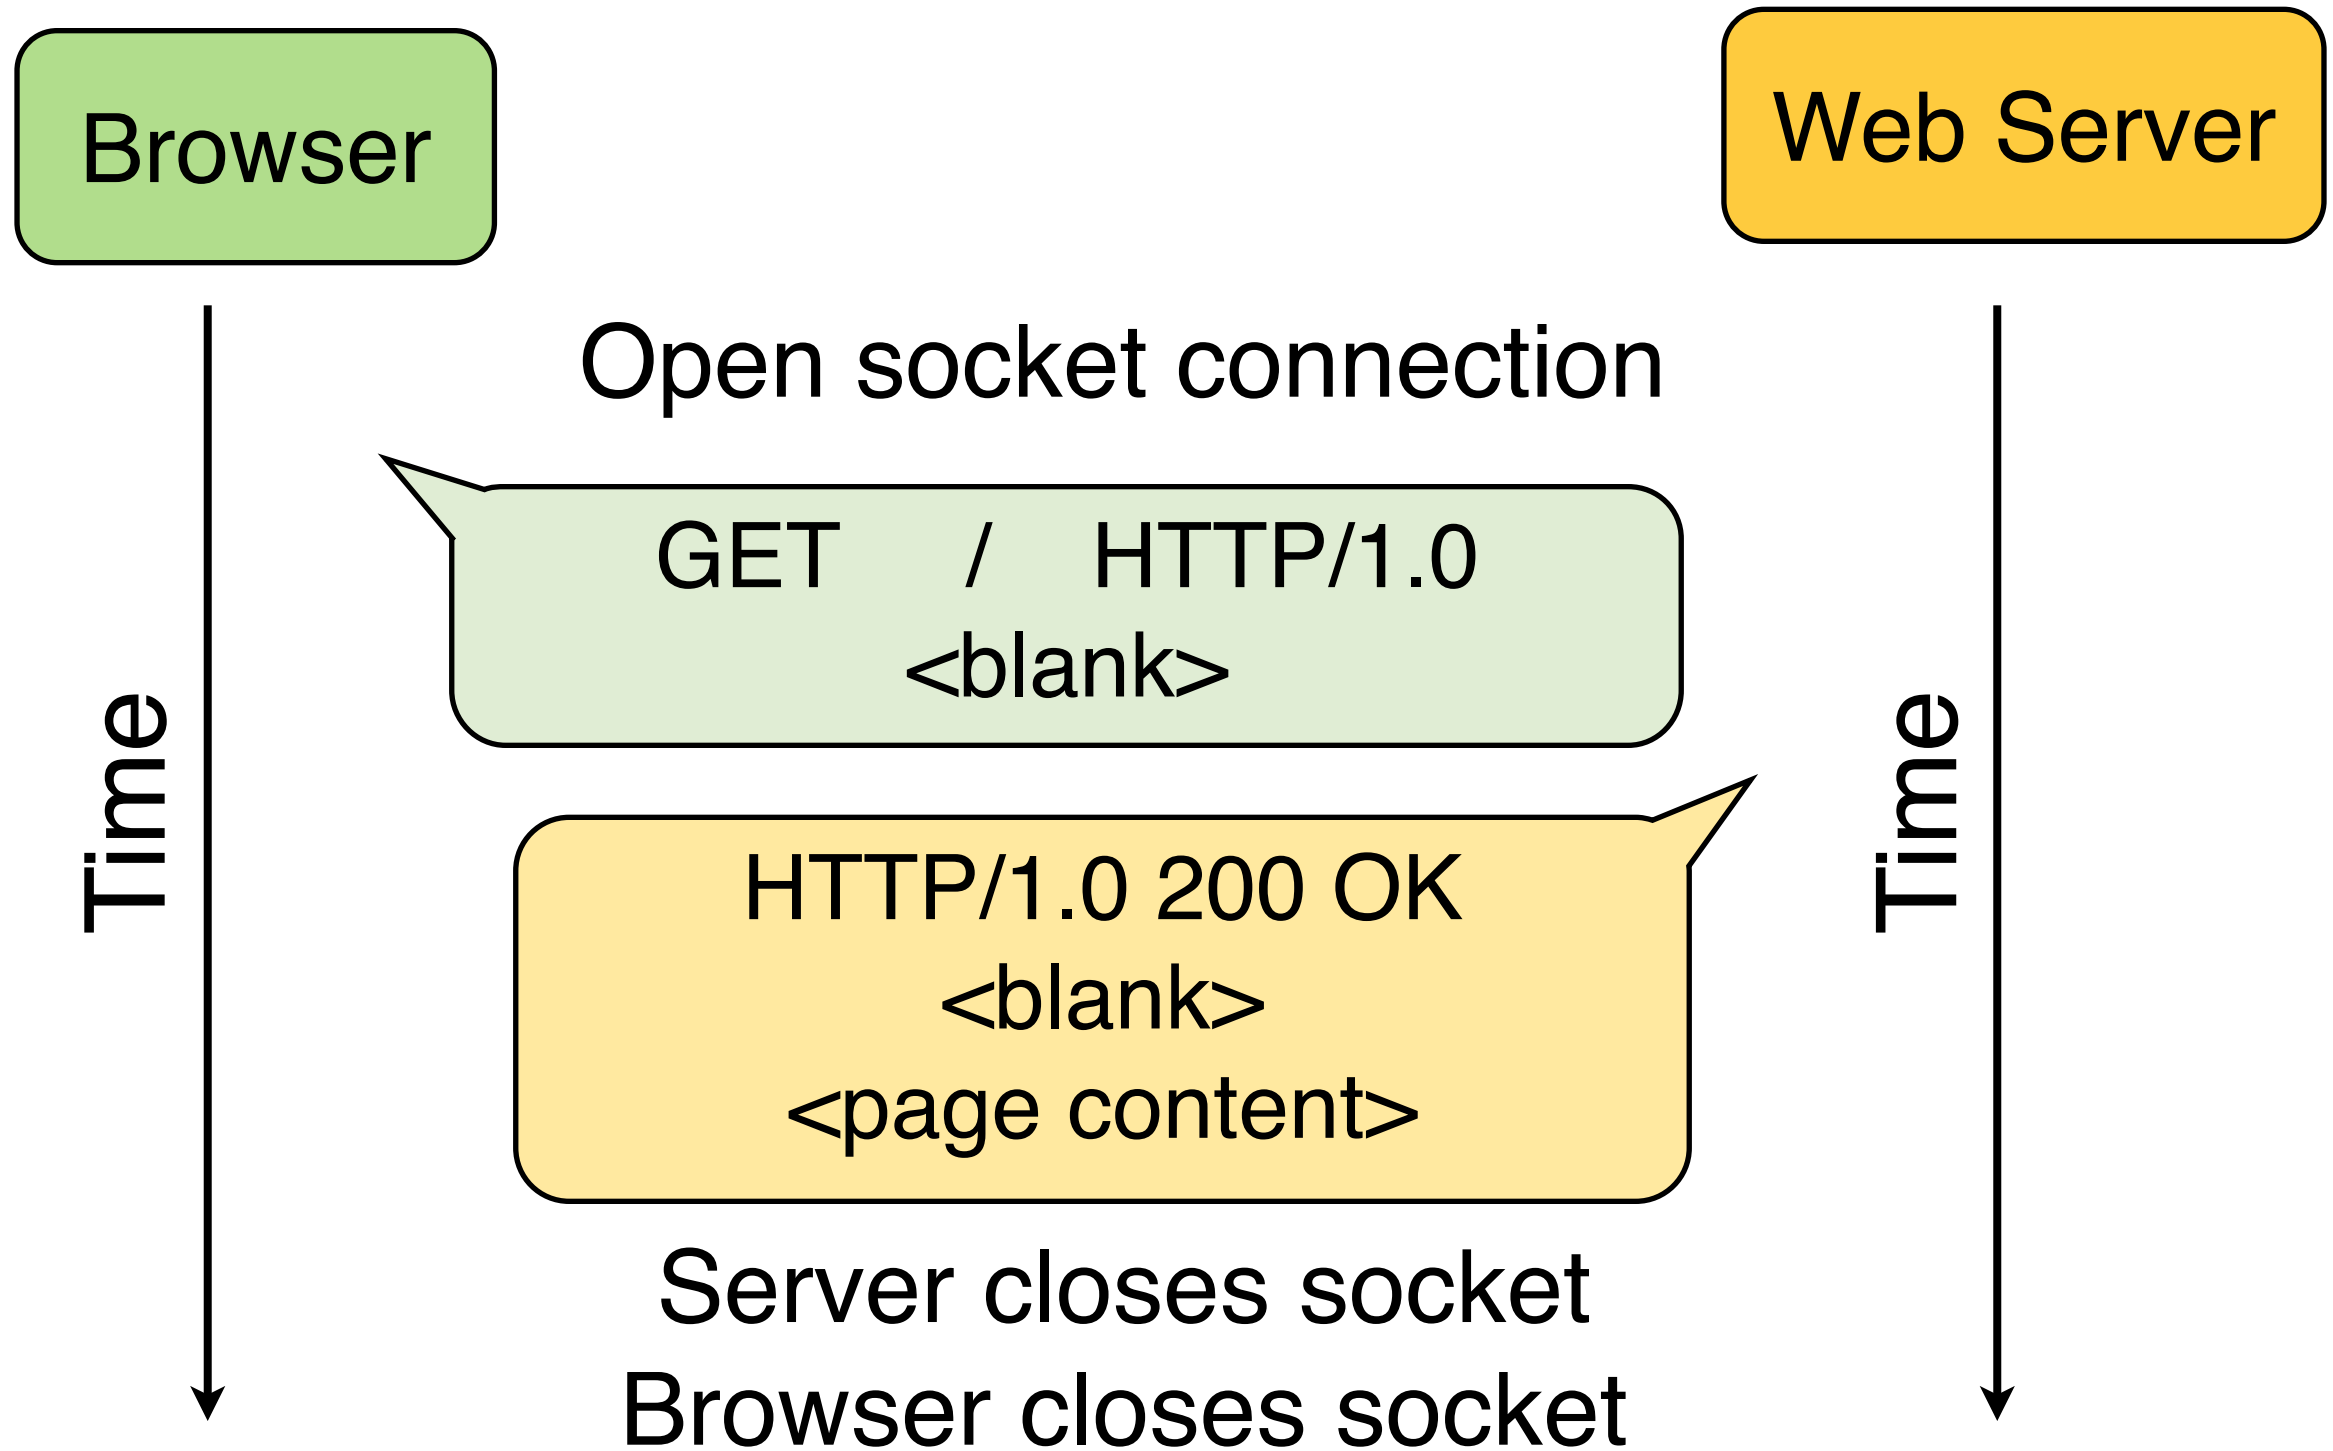 Browser
Web Server
Open socket connection
GET / HTTP/1.0
<blank>
Time
Time
HTTP/1.0 200 OK
<blank>
<page content>
Server closes socket
Browser closes socket